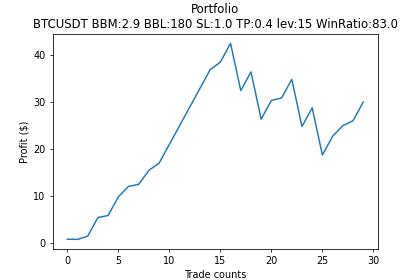 Portfolio
BTCUSDT BBM:2.9 BBL:180 SL:1.0 TP:0.4 lev:15 WinRatio:83.0
Profit ($)
40
30
20
10
0
0 5 10 15 20 25 30
Trade counts